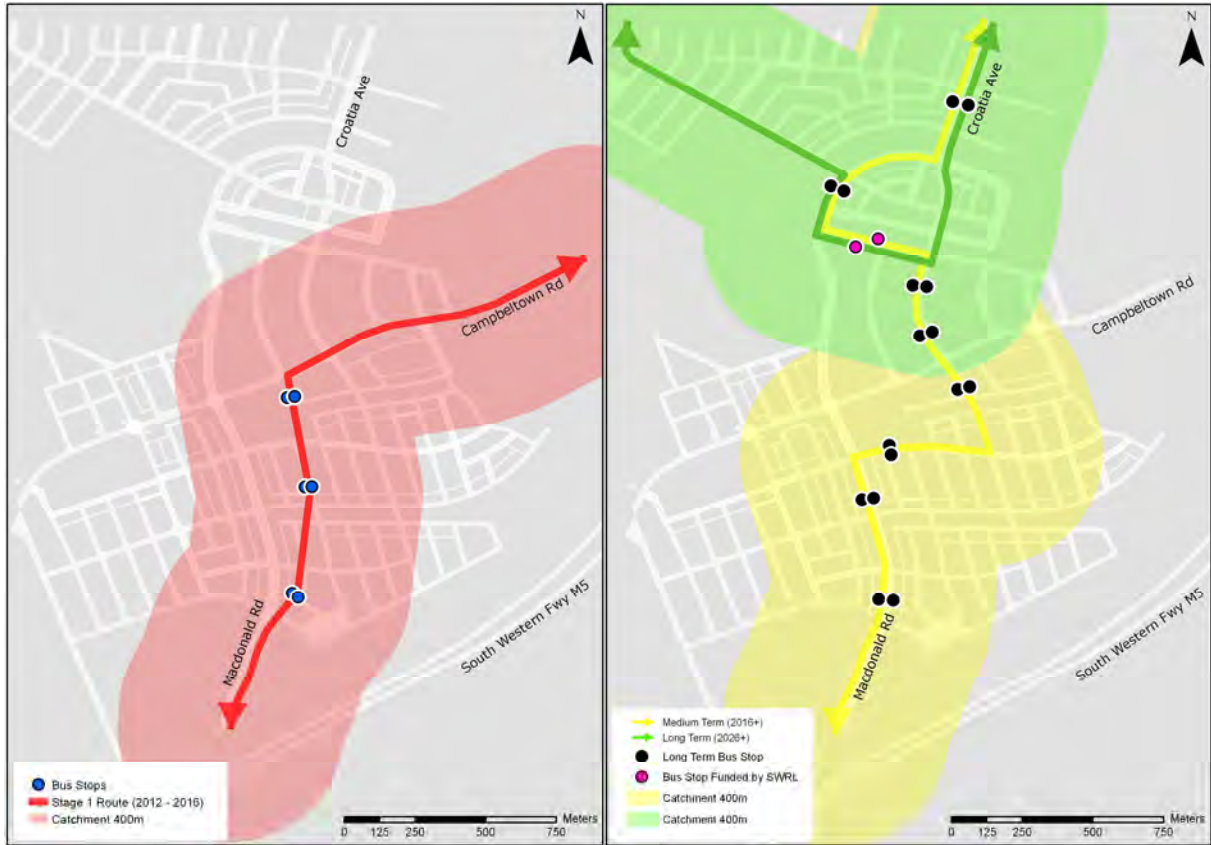 N
Croatia Ave
Campbeltown Rd
Macdonald Rd
South Western Fwy M5
Bus Stops
Stage 1 Route (2012 - 2016)
Catchment 400m
Meters
0 125 250 500 750
N
Croatia Ave
Campbeltown Rd
Macdonald Rd
South Western Fwy M5
Medium Term (2016+)
Long Term (2026+)
Long Term Bus Stop
Bus Stop Funded by SWRL
Catchment 400m
Catchment 400m
Meters
0 125 250 500 750